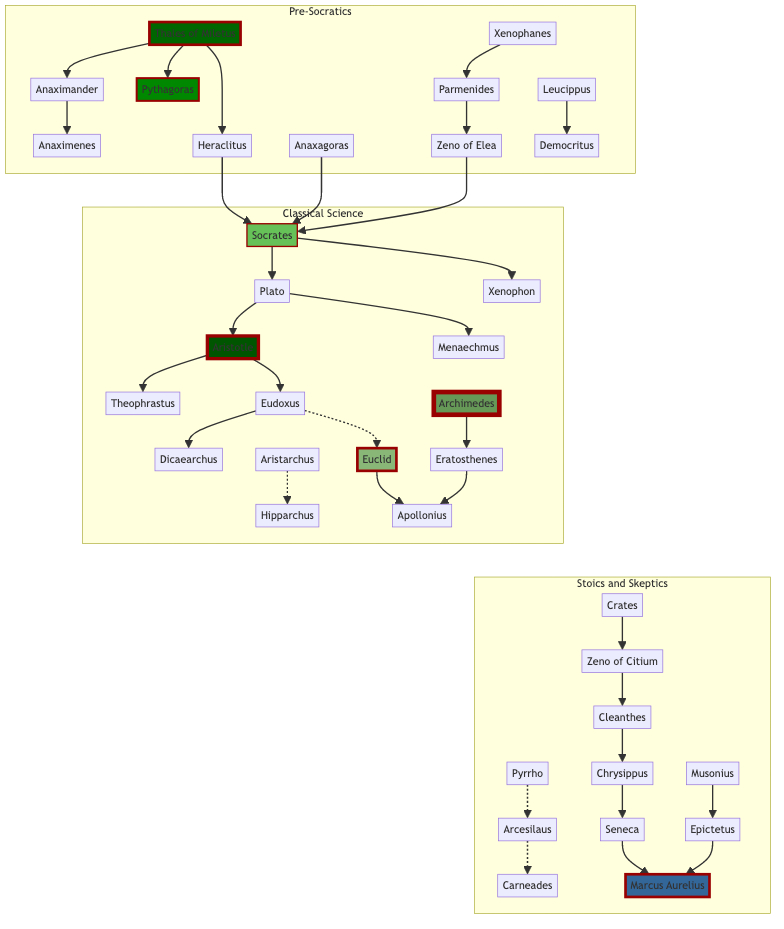 Pre-Socratics
Thales of Miletus
Xenophanes
Anaximander
Pythagoras
Parmenides
Leucippus
Anaximenes
Heraclitus
Anaxagoras
Zeno of Elea
Democritus
Classical Science
Socrates
Plato
Xenophon
Menaechmus
Theophrastus
Eudoxus
Archimedes
Dicaearchus
Aristarchus
Euclid
Eratosthenes
Hipparchus
Apollonius
Stoics and Skeptics
Crates
Zeno of Citium
Cleanthes
Pyrrho
Chrysippus
Musonius
Arcesilaus
Seneca
Epictetus
Carneades
Marcus Aurelius